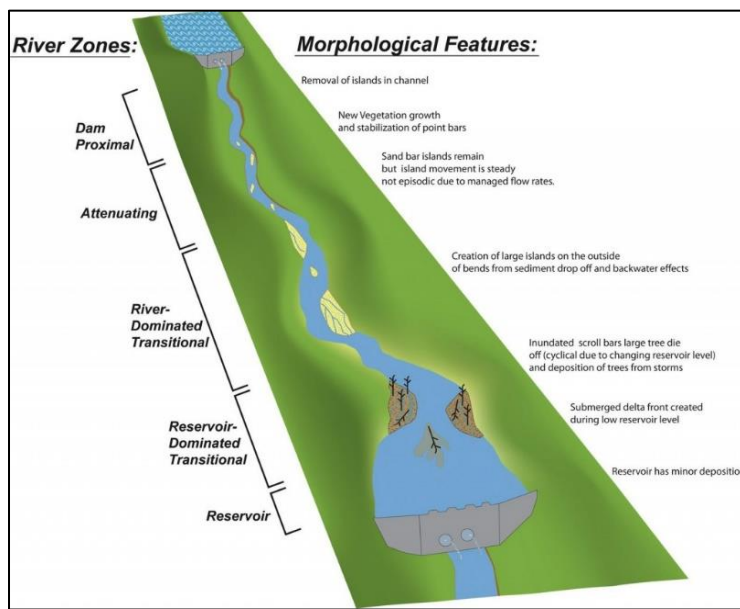 River Zones:
Morphological Features:
Removal of islands in channel
New Vegetation growth
and stabilization of point bars
Dam
Proximal
Sand bar islands remain
but island movement is steady
not episodic due to managed flow rates.
Attenuating
Creation of large islands on the outside
of bends from sediment drop off and backwater effects
River-
Dominated
Transitional
Inundated scroll bars large tree die
off (cyclical due to changing reservoir level)
and deposition of trees from storms
Submerged delta front created
during low reservoir level
Reservoir-
Dominated
Transitional
Reservoir has minor deposition
Reservoir